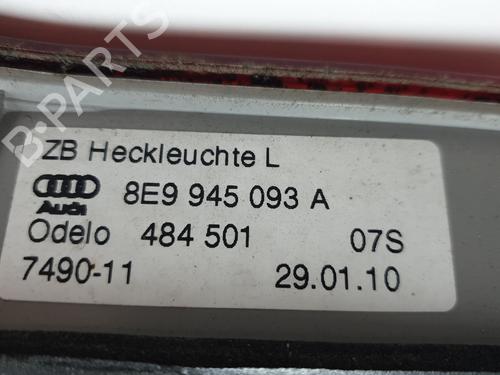 B-PARTS
ZB Heckleuchte L
Audi 8E9 945 093 A
Odelo 484 501 07S
7490-11 29.01.10